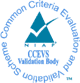 Common Criteria Evaluation and Validation Scheme
NIAP
CCEVS
Validation Body